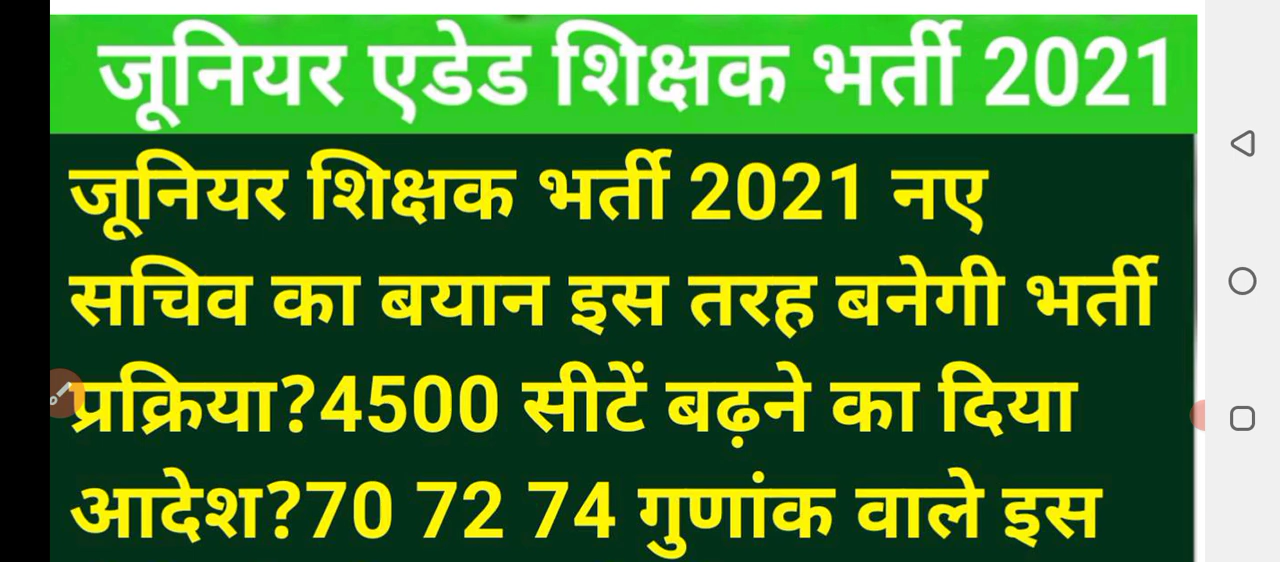 जूनियर एडेड शिक्षक भर्ती 2021
जूनियर शिक्षक भर्ती 2021 नए
सचिव का बयान इस तरह बनेगी भर्ती
प्रक्रिया?4500 सीटें बढ़ने का दिया
आदेश?70 72 74 गुणांक वाले इस